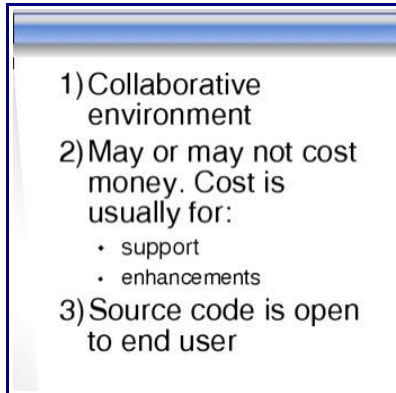 1) Collaborative
environment
2) May or may not cost
money. Cost is
usually for:
• support
• enhancements
3) Source code is open
to end user